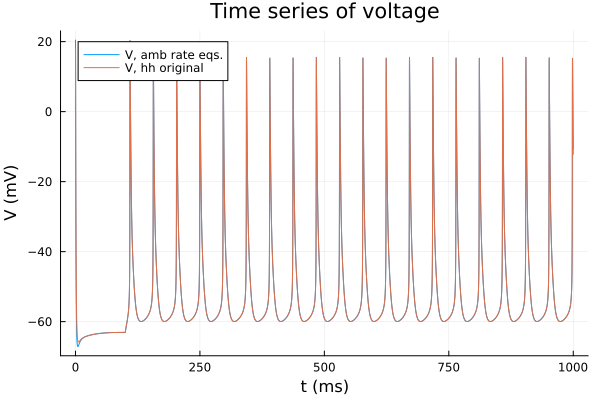 Time series of voltage
V, amb rate eqs.
V, hh original
20
0
−20
−40
−60
V (mV)
0
250
500
750
1000
t (ms)